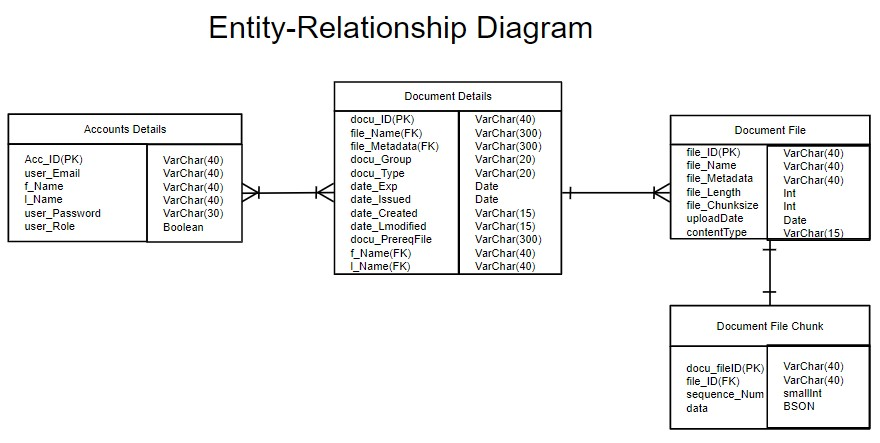 Entity-Relationship Diagram
Accounts Details
Acc_ID(PK) VarChar(40)
user_Email VarChar(40)
f_Name VarChar(40)
l_Name VarChar(40)
user_Password VarChar(30)
user_Role Boolean
Document Details
docu_ID(PK) VarChar(40)
file_Name(FK) VarChar(300)
file_Metadata(FK) VarChar(300)
docu_Group VarChar(20)
docu_Type VarChar(20)
date_Exp Date
date_Issued Date
date_Created VarChar(15)
date_Lmodified VarChar(15)
docu_PrereqFile VarChar(300)
f_Name(FK) VarChar(40)
l_Name(FK) VarChar(40)
Document File
file_ID(PK) VarChar(40)
file_Name VarChar(40)
file_Metadata VarChar(40)
file_Length Int
file_Chunksize Int
uploadDate Date
contentType VarChar(15)
Document File Chunk
docu_fileID(PK) VarChar(40)
file_ID(FK) VarChar(40)
sequence_Num smallInt
data BSON